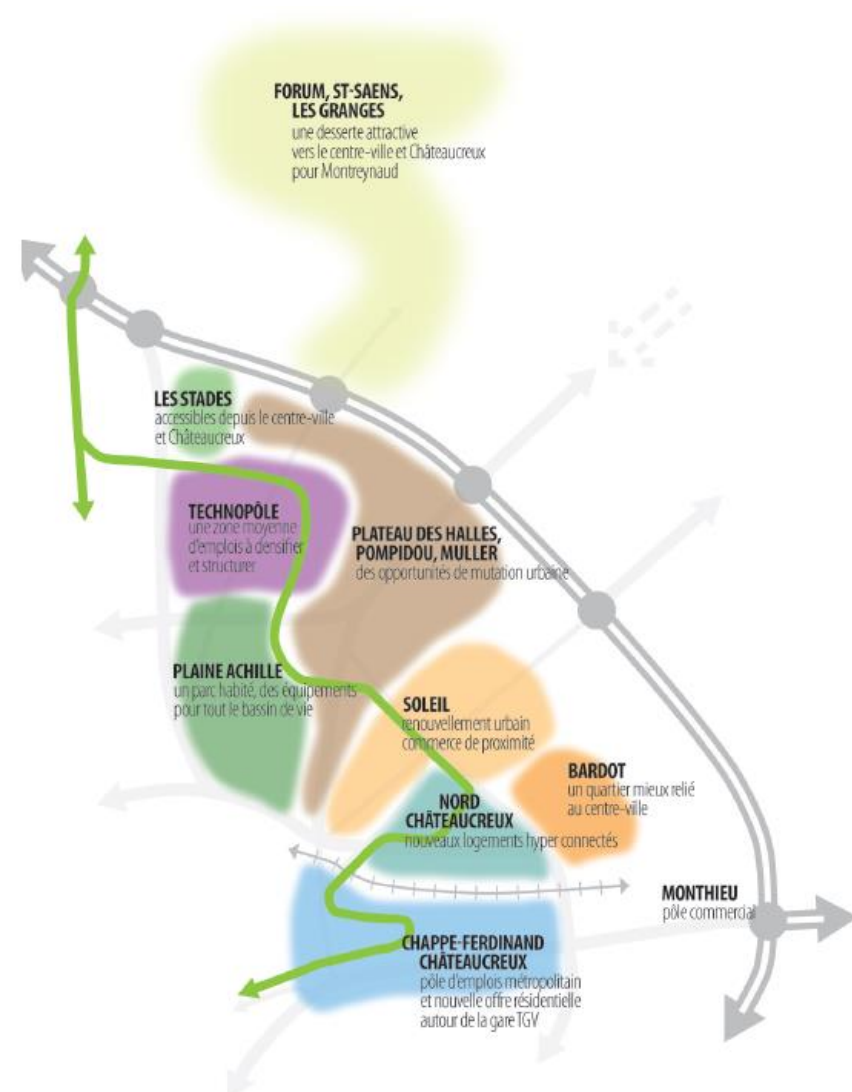 FORUM, ST-SAENS,
LES GRANGES
une desserte attractive
vers le centre-ville et Châteaucreux
pour Montreynaud
LES STADES
accessibles depuis le centre-ville
et Châteaucreux
TECHNOPÔLE
une zone moyenne
d'emplois à densifier
et structurer
PLATEAU DES HALLES,
POMPIDOU, MULLER
des opportunités de mutation urbaine
PLAINE ACHILLE
un parc habité, des équipements
pour tout le bassin de vie
SOLEIL
renouvellement urbain
commerce de proximité
BARDOT
un quartier mieux relié
au centre-ville
NORD
CHÂTEAUCREUX
nouveaux logements hyper connectés
MONTHIEU
pôle commercial
CHAPPE-FERDINAND
CHÂTEAUCREUX
pôle d'emplois métropolitain
et nouvelle offre résidentielle
autour de la gare TGV